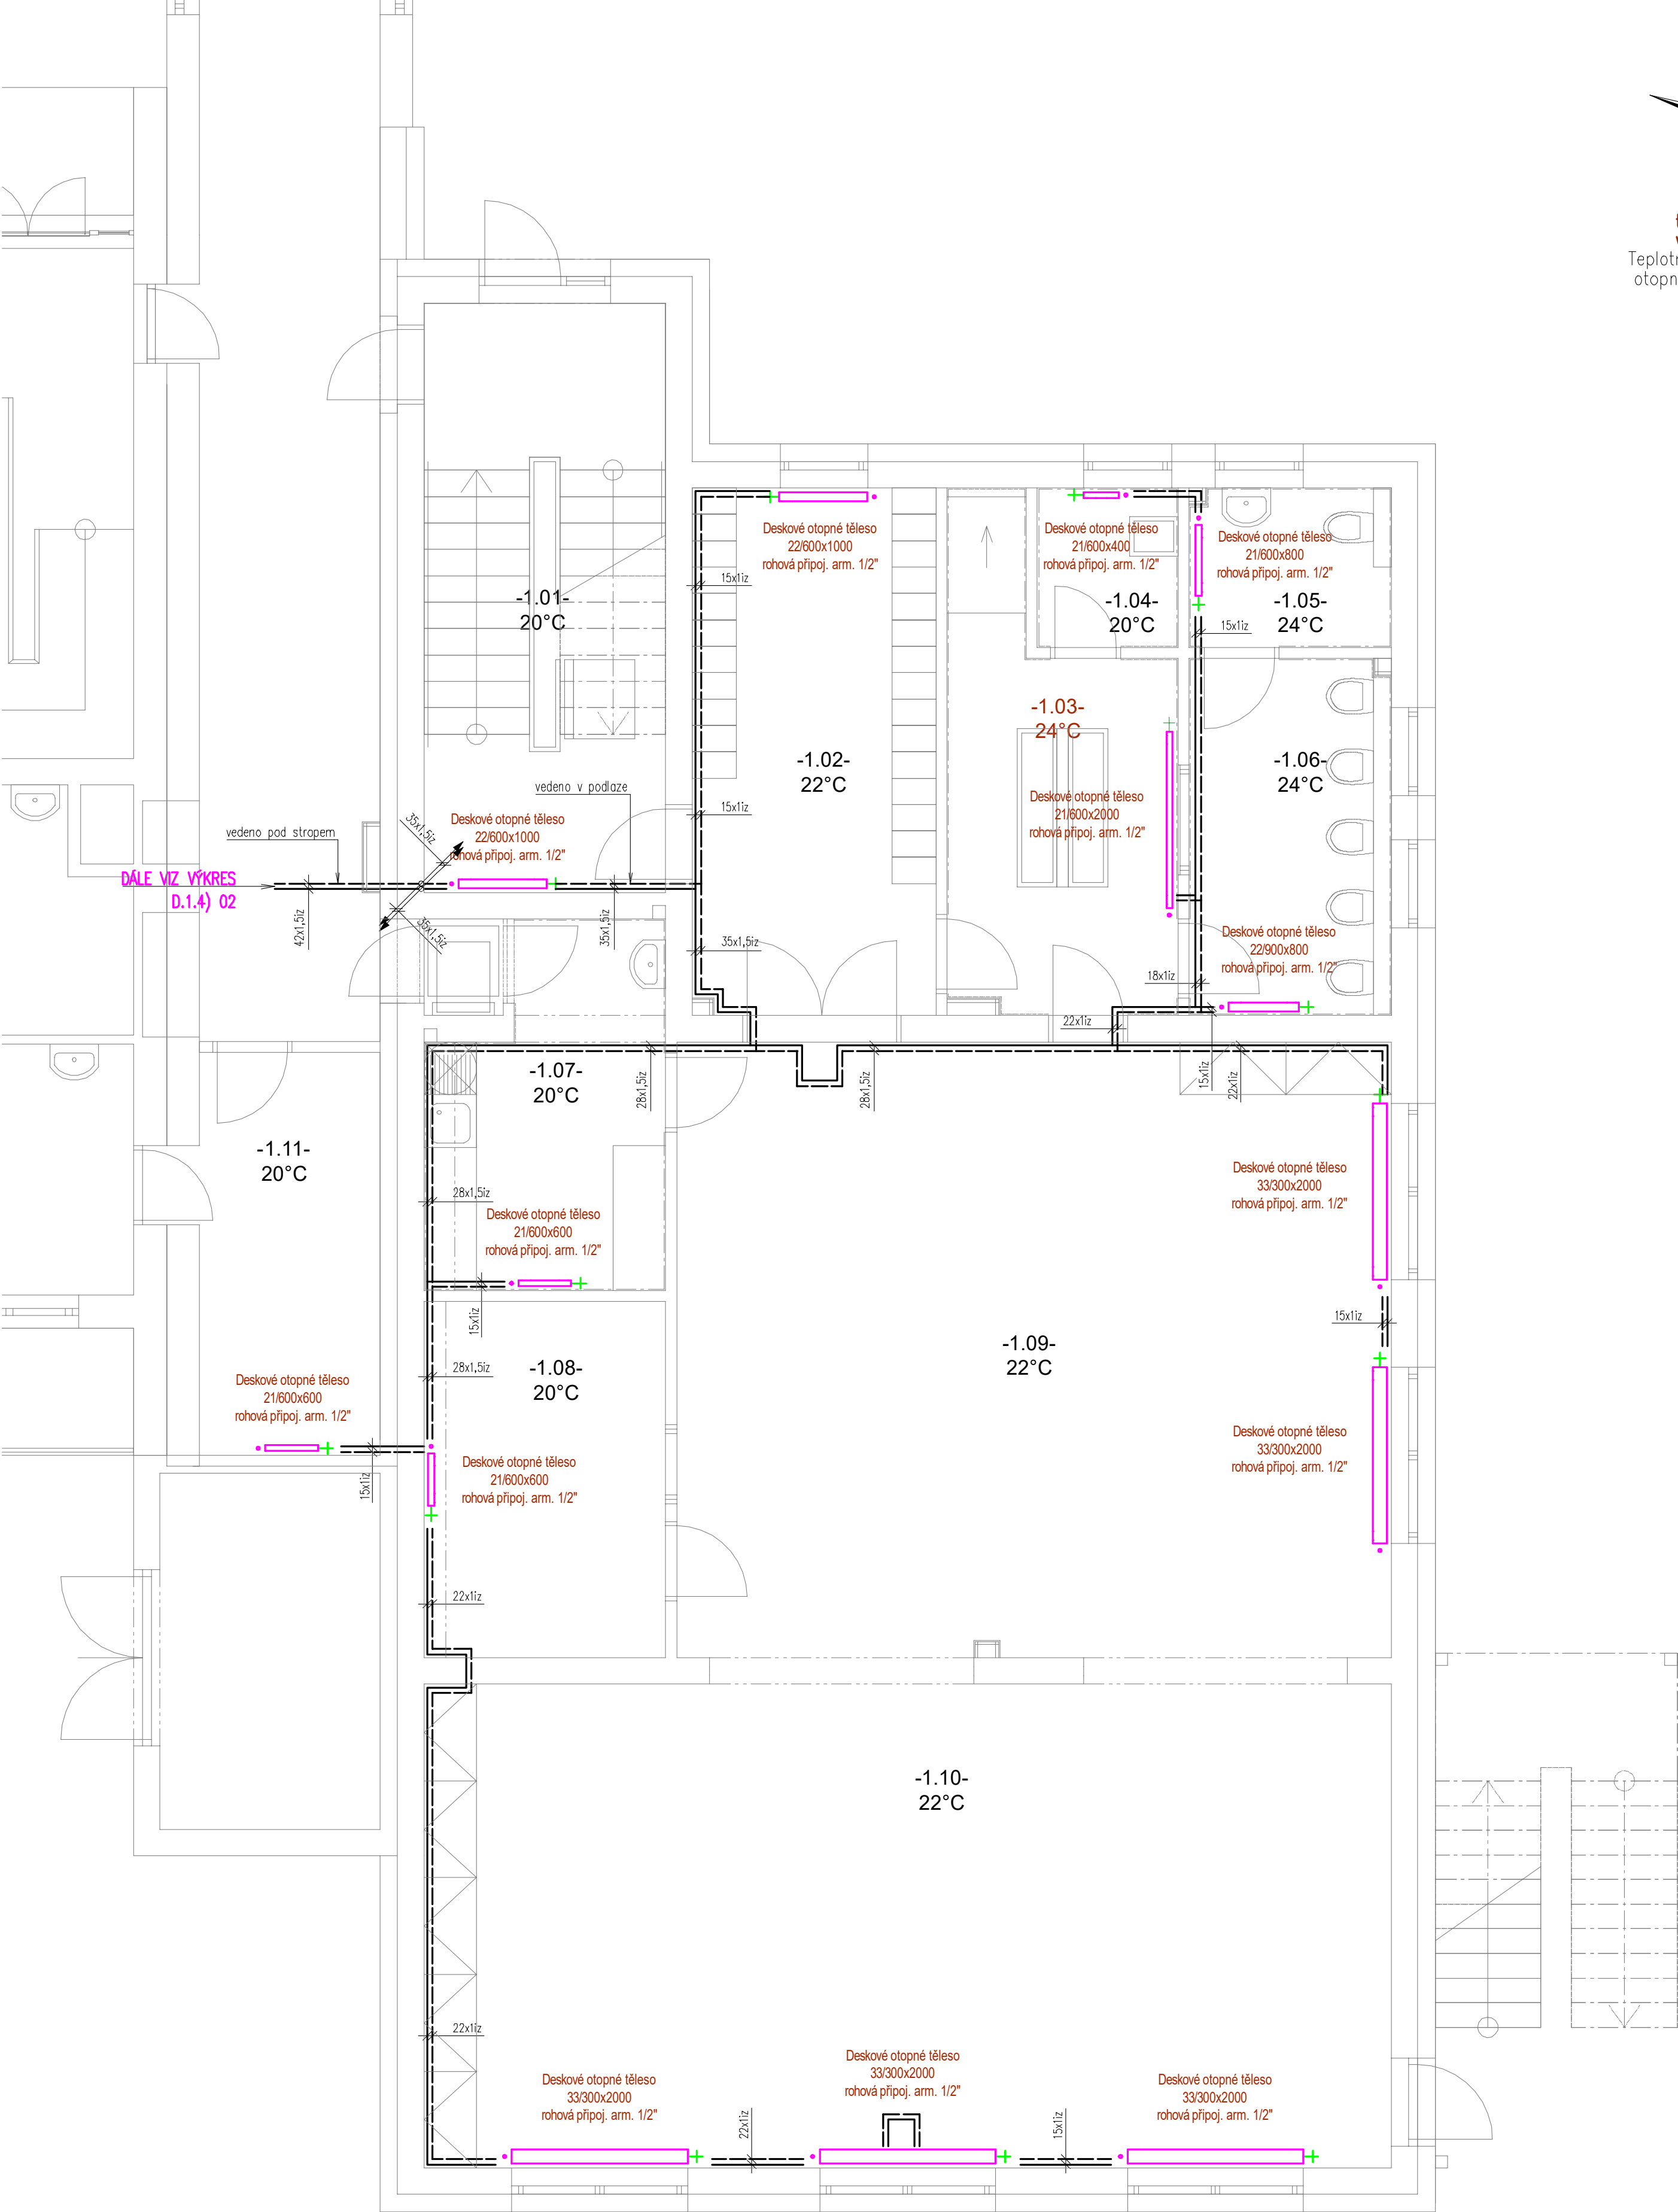 Teplotn
otopn
Deskové otopné těleso
22/600x1000
rohová připoj. arm. 1/2"
Deskové otopné těleso
21/600x400
rohová připoj. arm. 1/2"
Deskové otopné těleso
21/600x800
rohová připoj. arm. 1/2"
15x1iz
-1.01-
20°C
-1.04-
20°C
-1.05-
24°C
15x1iz
-1.03-
24°C
-1.02-
22°C
-1.06-
24°C
vedeno v podlaze
15x1iz
Deskové otopné těleso
21/600x2000
rohová připoj. arm. 1/2"
35x1,5iz
Deskové otopné těleso
22/600x1000
rohová připoj. arm. 1/2"
vedeno pod stropem
DÁLE VIZ VÝKRES
D.1.4) 02
42x1,5iz
35x1,5iz
35x1,5iz
35x1,5iz
Deskové otopné těleso
22/900x800
rohová připoj. arm. 1/2"
18x1iz
22x1iz
-1.07-
20°C
28x1,5iz
28x1,5iz
15x1iz
22x1iz
-1.11-
20°C
28x1,5iz
Deskové otopné těleso
21/600x600
rohová připoj. arm. 1/2"
Deskové otopné těleso
33/300x2000
rohová připoj. arm. 1/2"
15x1iz
15x1iz
-1.09-
22°C
28x1,5iz
-1.08-
20°C
Deskové otopné těleso
21/600x600
rohová připoj. arm. 1/2"
15x1iz
Deskové otopné těleso
21/600x600
rohová připoj. arm. 1/2"
Deskové otopné těleso
33/300x2000
rohová připoj. arm. 1/2"
22x1iz
-1.10-
22°C
22x1iz
Deskové otopné těleso
33/300x2000
rohová připoj. arm. 1/2"
Deskové otopné těleso
33/300x2000
rohová připoj. arm. 1/2"
Deskové otopné těleso
33/300x2000
rohová připoj. arm. 1/2"
22x1iz
15x1iz